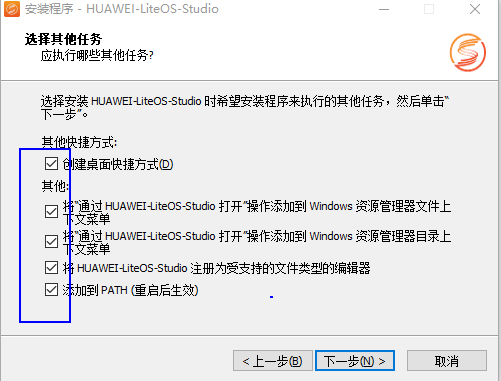 安装程序 - HUAWEI-LiteOS-Studio
选择其他任务
应执行哪些其他任务?
选择安装 HUAWEI-LiteOS-Studio 时希望安装程序来执行的其他任务，然后单击“
下一步”。
其他快捷方式:
创建桌面快捷方式(D)
其他:
将“通过 HUAWEI-LiteOS-Studio 打开”操作添加到 Windows 资源管理器文件上
下文菜单
将“通过 HUAWEI-LiteOS-Studio 打开”操作添加到 Windows 资源管理器目录上
下文菜单
将 HUAWEI-LiteOS-Studio 注册为受支持的文件类型的编辑器
添加到 PATH (重启后生效)
< 上一步(B) 下一步(N) > 取消